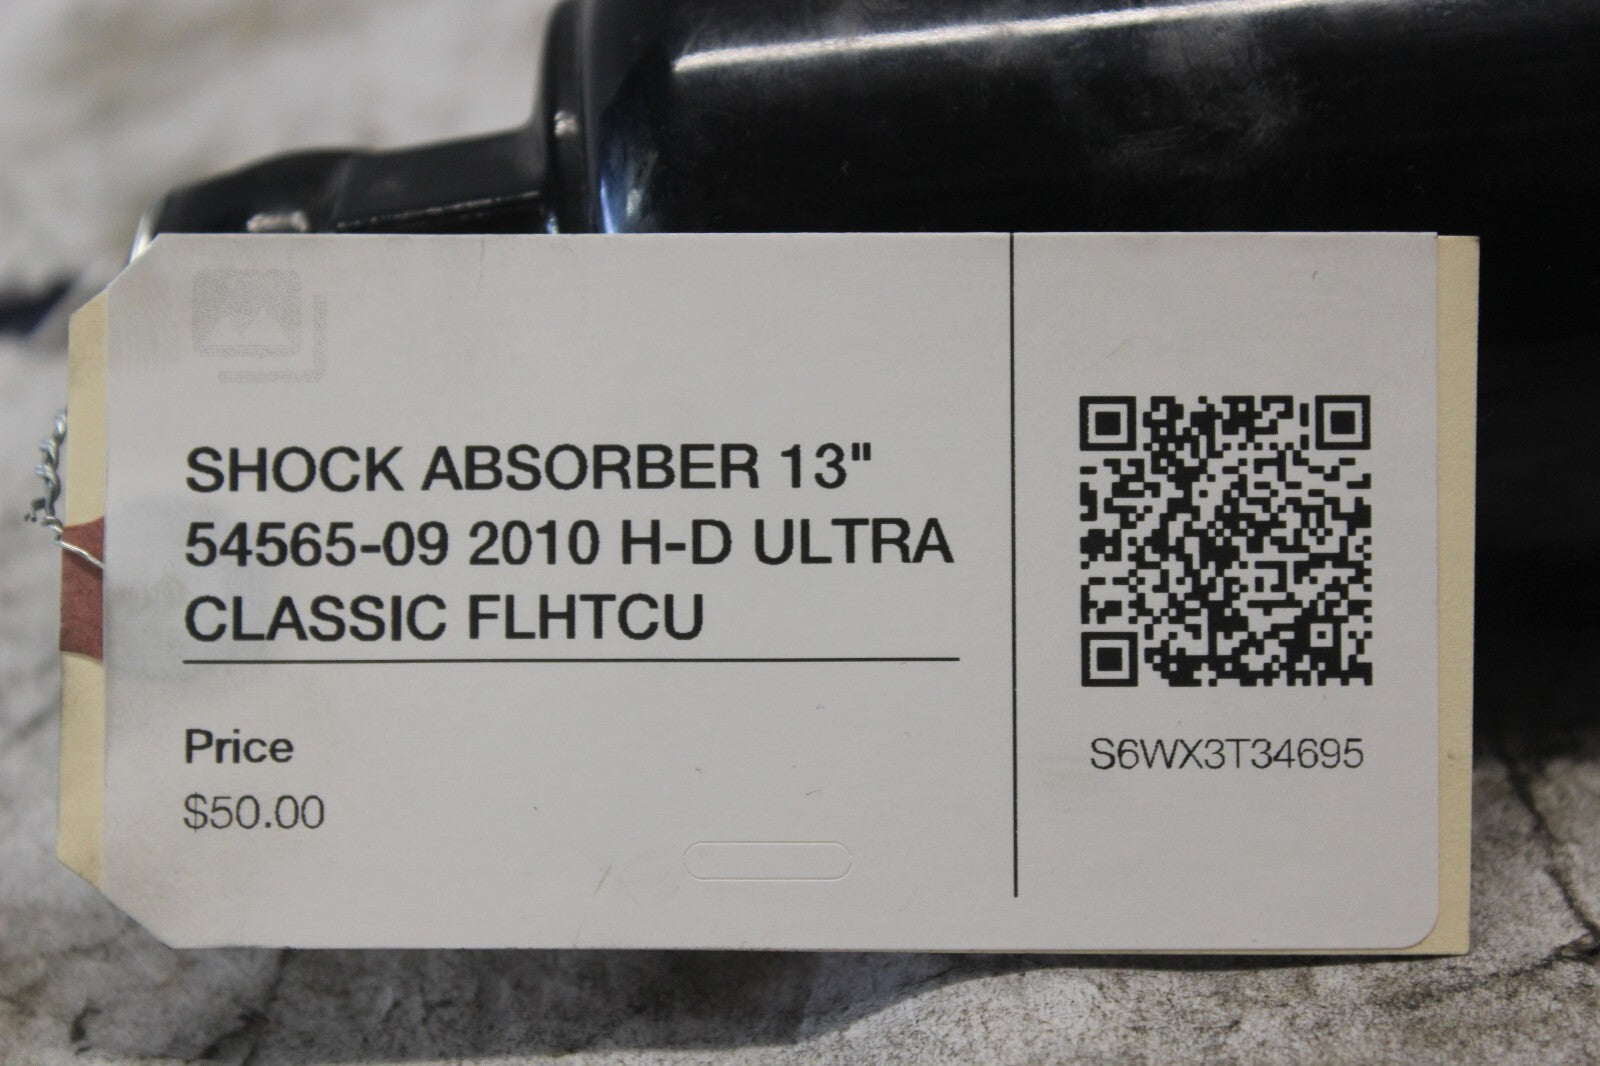 SHOCK ABSORBER 13"
54565-09 2010 H-D ULTRA
CLASSIC FLHTCU
Price
$50.00
S6WX3T34695